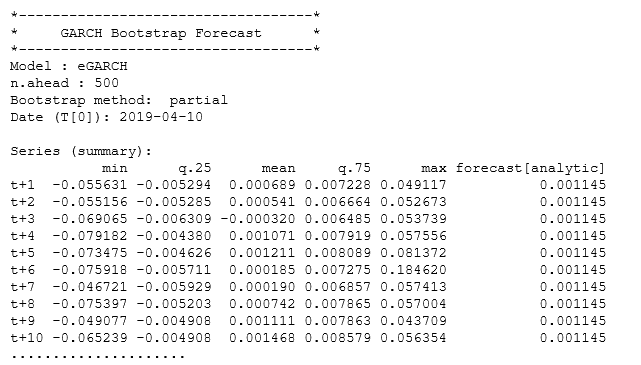 *-----------------------------------*
*     GARCH Bootstrap Forecast      *
*-----------------------------------*
Model : eGARCH
n.ahead : 500
Bootstrap method:  partial
Date (T[0]): 2019-04-10
Series (summary):
           min      q.25      mean     q.75      max forecast[analytic]
t+1  -0.055631 -0.005294  0.000689 0.007228 0.049117           0.001145
t+2  -0.055156 -0.005285  0.000541 0.006664 0.052673           0.001145
t+3  -0.069065 -0.006309 -0.000320 0.006485 0.053739           0.001145
t+4  -0.079182 -0.004380  0.001071 0.007919 0.057556           0.001145
t+5  -0.073475 -0.004626  0.001211 0.008089 0.081372           0.001145
t+6  -0.075918 -0.005711  0.000185 0.007275 0.184620           0.001145
t+7  -0.046721 -0.005929  0.000190 0.006857 0.057413           0.001145
t+8  -0.075397 -0.005203  0.000742 0.007865 0.057004           0.001145
t+9  -0.049077 -0.004908  0.001111 0.007863 0.043709           0.001145
t+10 -0.065239 -0.004908  0.001468 0.008579 0.056354           0.001145
.....................